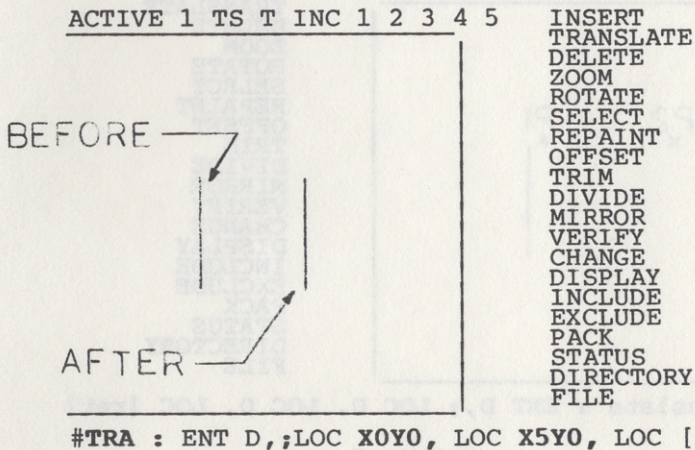 ACTIVE 1 TS T INC 1 2 3 4 5
INSERT
TRANSLATE
DELETE
ZOOM
ROTATE
SELECT
REPAINT
OFFSET
TRIM
DIVIDE
MIRROR
VERIFY
CHANGE
DISPLAY
INCLUDE
EXCLUDE
PACK
STATUS
DIRECTORY
FILE
BEFORE
AFTER
#TRA : ENT D,;LOC X0Y0, LOC X5Y0, LOC [